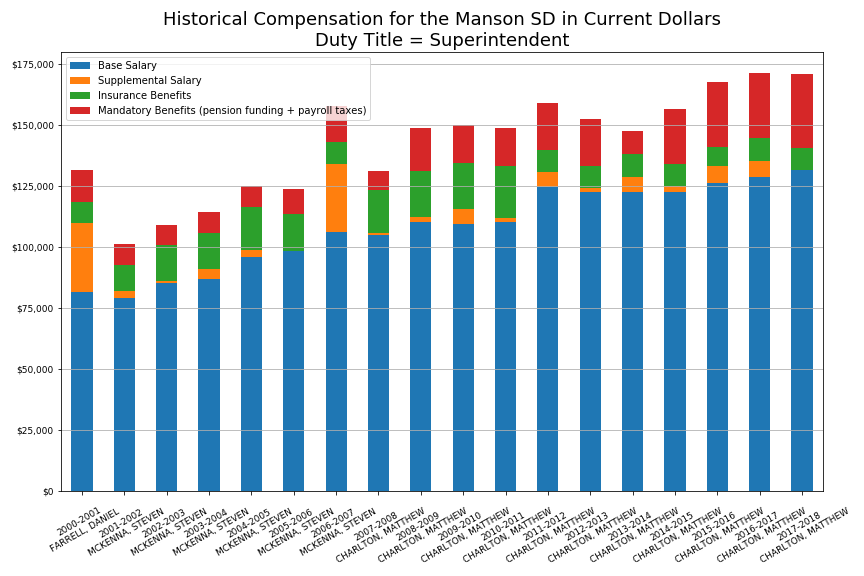 Historical Compensation for the Manson SD in Current Dollars
Duty Title = Superintendent
Base Salary
Supplemental Salary
Insurance Benefits
Mandatory Benefits (pension funding + payroll taxes)
$175,000
$150,000
$125,000
$100,000
$75,000
$50,000
$25,000
$0
2000-2001
FARRELL, DANIEL
2001-2002
MCKENNA, STEVEN
2002-2003
MCKENNA, STEVEN
2003-2004
MCKENNA, STEVEN
2004-2005
MCKENNA, STEVEN
2005-2006
MCKENNA, STEVEN
2006-2007
MCKENNA, STEVEN
2007-2008
CHARLTON, MATTHEW
2008-2009
CHARLTON, MATTHEW
2009-2010
CHARLTON, MATTHEW
2010-2011
CHARLTON, MATTHEW
2011-2012
CHARLTON, MATTHEW
2012-2013
CHARLTON, MATTHEW
2013-2014
CHARLTON, MATTHEW
2014-2015
CHARLTON, MATTHEW
2015-2016
CHARLTON, MATTHEW
2016-2017
CHARLTON, MATTHEW
2017-2018
CHARLTON, MATTHEW